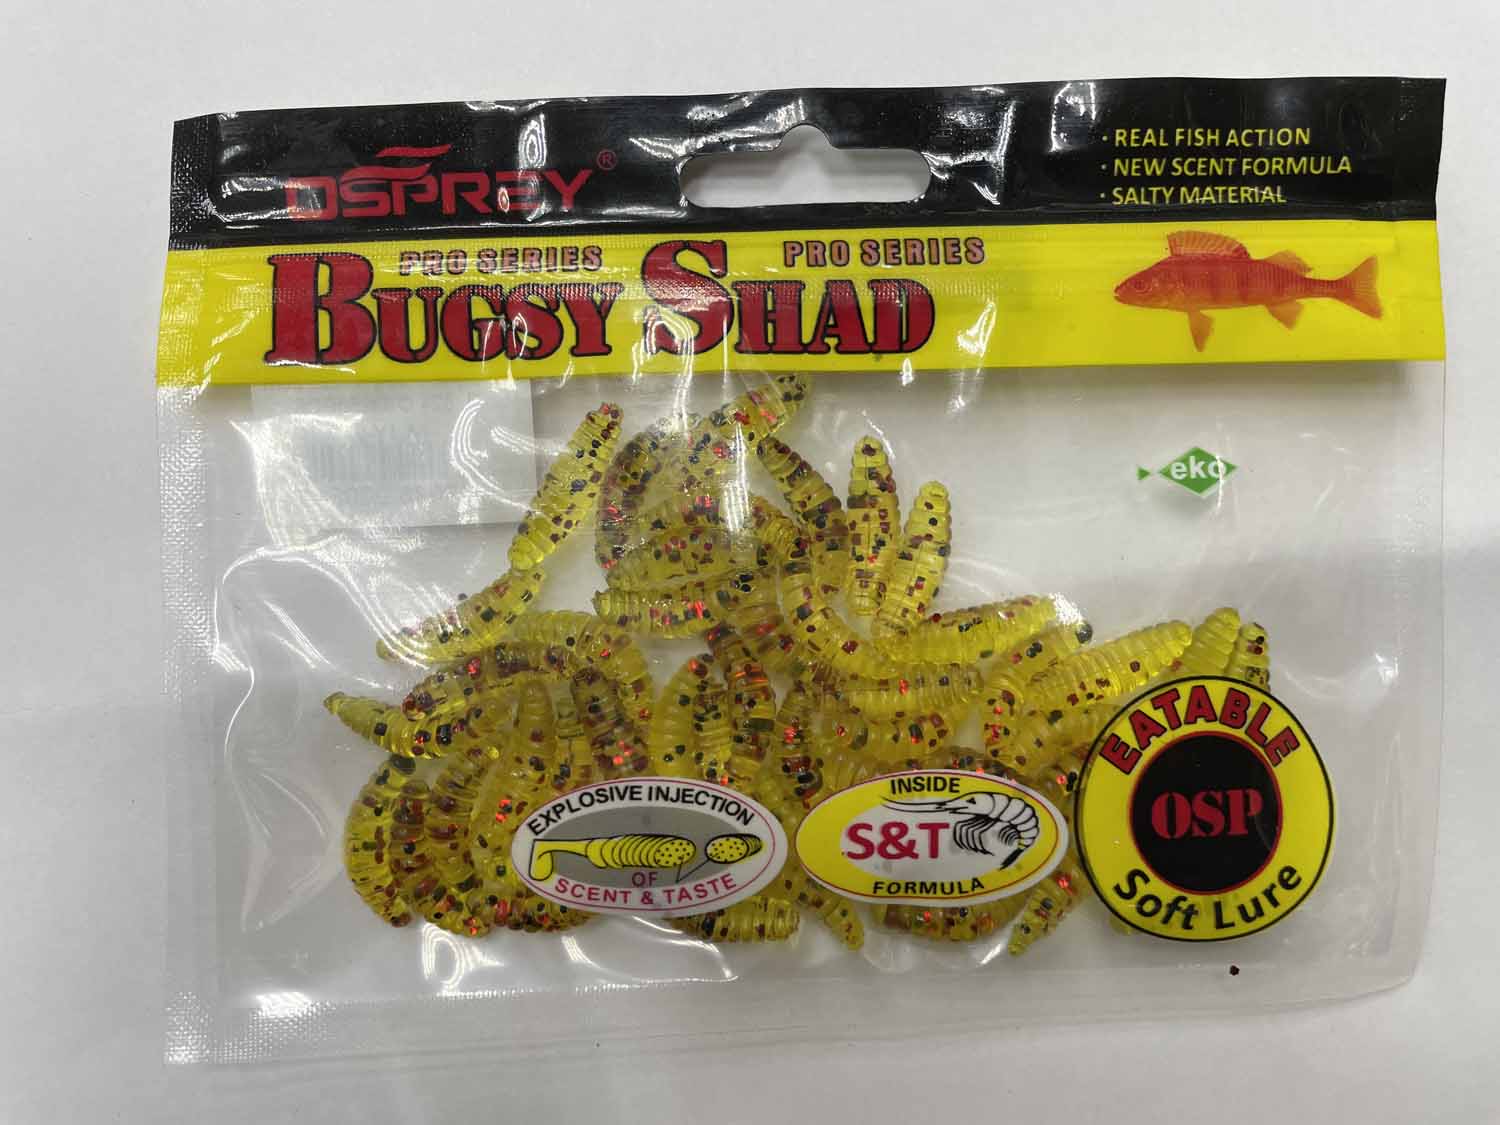 OSPREY®
· REAL FISH ACTION
· NEW SCENT FORMULA
· SALTY MATERIAL
PRO SERIES PRO SERIES
BUGSY SHAD
eko
EXPLOSIVE INJECTION
OF
SCENT & TASTE
INSIDE
S&T
FORMULA
EATABLE
OSP
Soft Lure